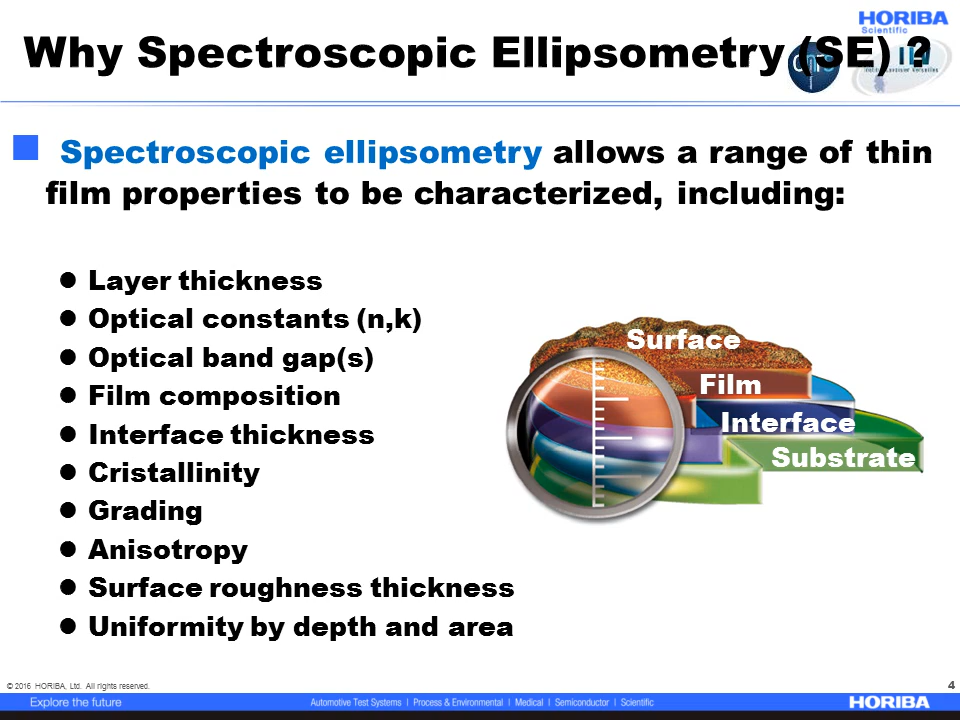 HORIBA
Scientific
Why Spectroscopic Ellipsometry (SE) ?
Spectroscopic ellipsometry allows a range of thin
film properties to be characterized, including:
Layer thickness
Optical constants (n,k)
Optical band gap(s)
Film composition
Interface thickness
Cristallinity
Grading
Anisotropy
Surface roughness thickness
Uniformity by depth and area
Surface
Film
Interface
Substrate
© 2016 HORIBA, Ltd. All rights reserved.
4
Explore the future
Automotive Test Systems | Process & Environmental | Medical | Semiconductor | Scientific
HORIBA